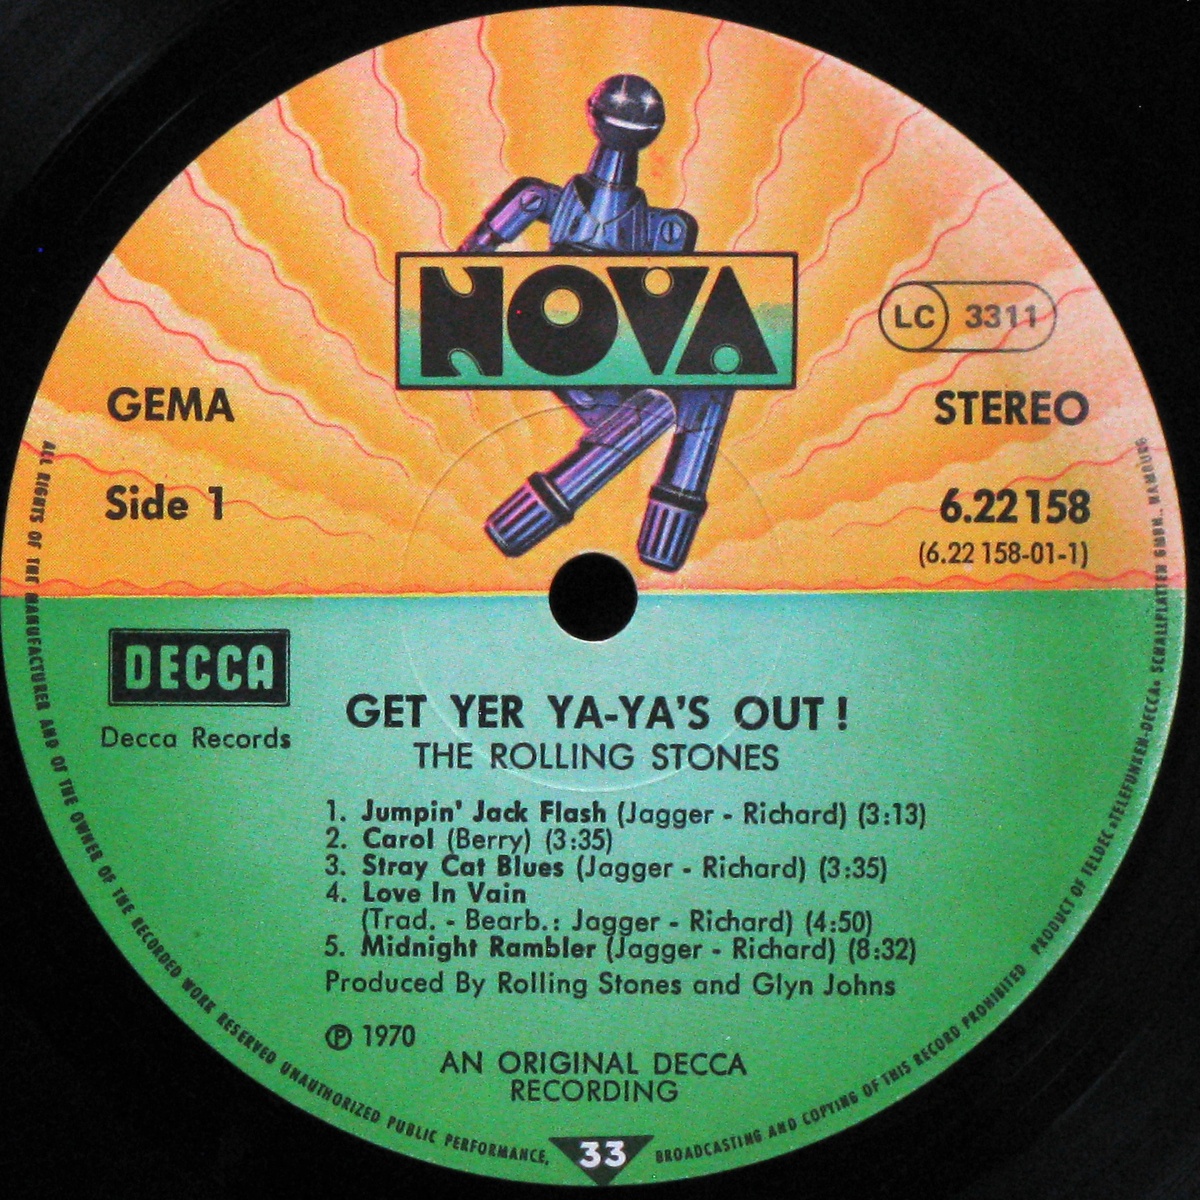 NOVA
LC 3311
GEMA
STEREO
Side 1
6.22158
(6.22 158-01-1)
DECCA
Decca Records
GET YER YA-YA'S OUT!
THE ROLLING STONES
1. Jumpin' Jack Flash (Jagger - Richard) (3:13)
2. Carol (Berry) (3:35)
3. Stray Cat Blues (Jagger - Richard) (3:35)
4. Love In Vain
(Trad. - Bearb.: Jagger - Richard) (4:50)
5. Midnight Rambler (Jagger - Richard) (8:32)
Produced By Rolling Stones and Glyn Johns
Ⓟ 1970
AN ORIGINAL DECCA
RECORDING
33
ALL RIGHTS OF THE MANUFACTURER AND OF THE OWNER OF THE RECORDED WORK RESERVED UNAUTHORIZED PUBLIC PERFORMANCE, BROADCASTING AND COPYING OF THIS RECORD PROHIBITED PRODUCT OF TELDEC »TELEFUNKEN-DECCA« SCHALLPLATTEN GMBH., HAMBURG